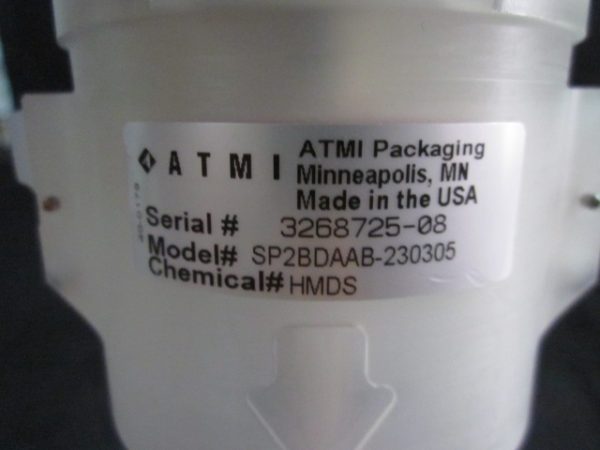 ATMI
ATMI Packaging
Minneapolis, MN
Made in the USA
Serial # 3268725-08
Model# SP2BDAAB-230305
Chemical# HMDS